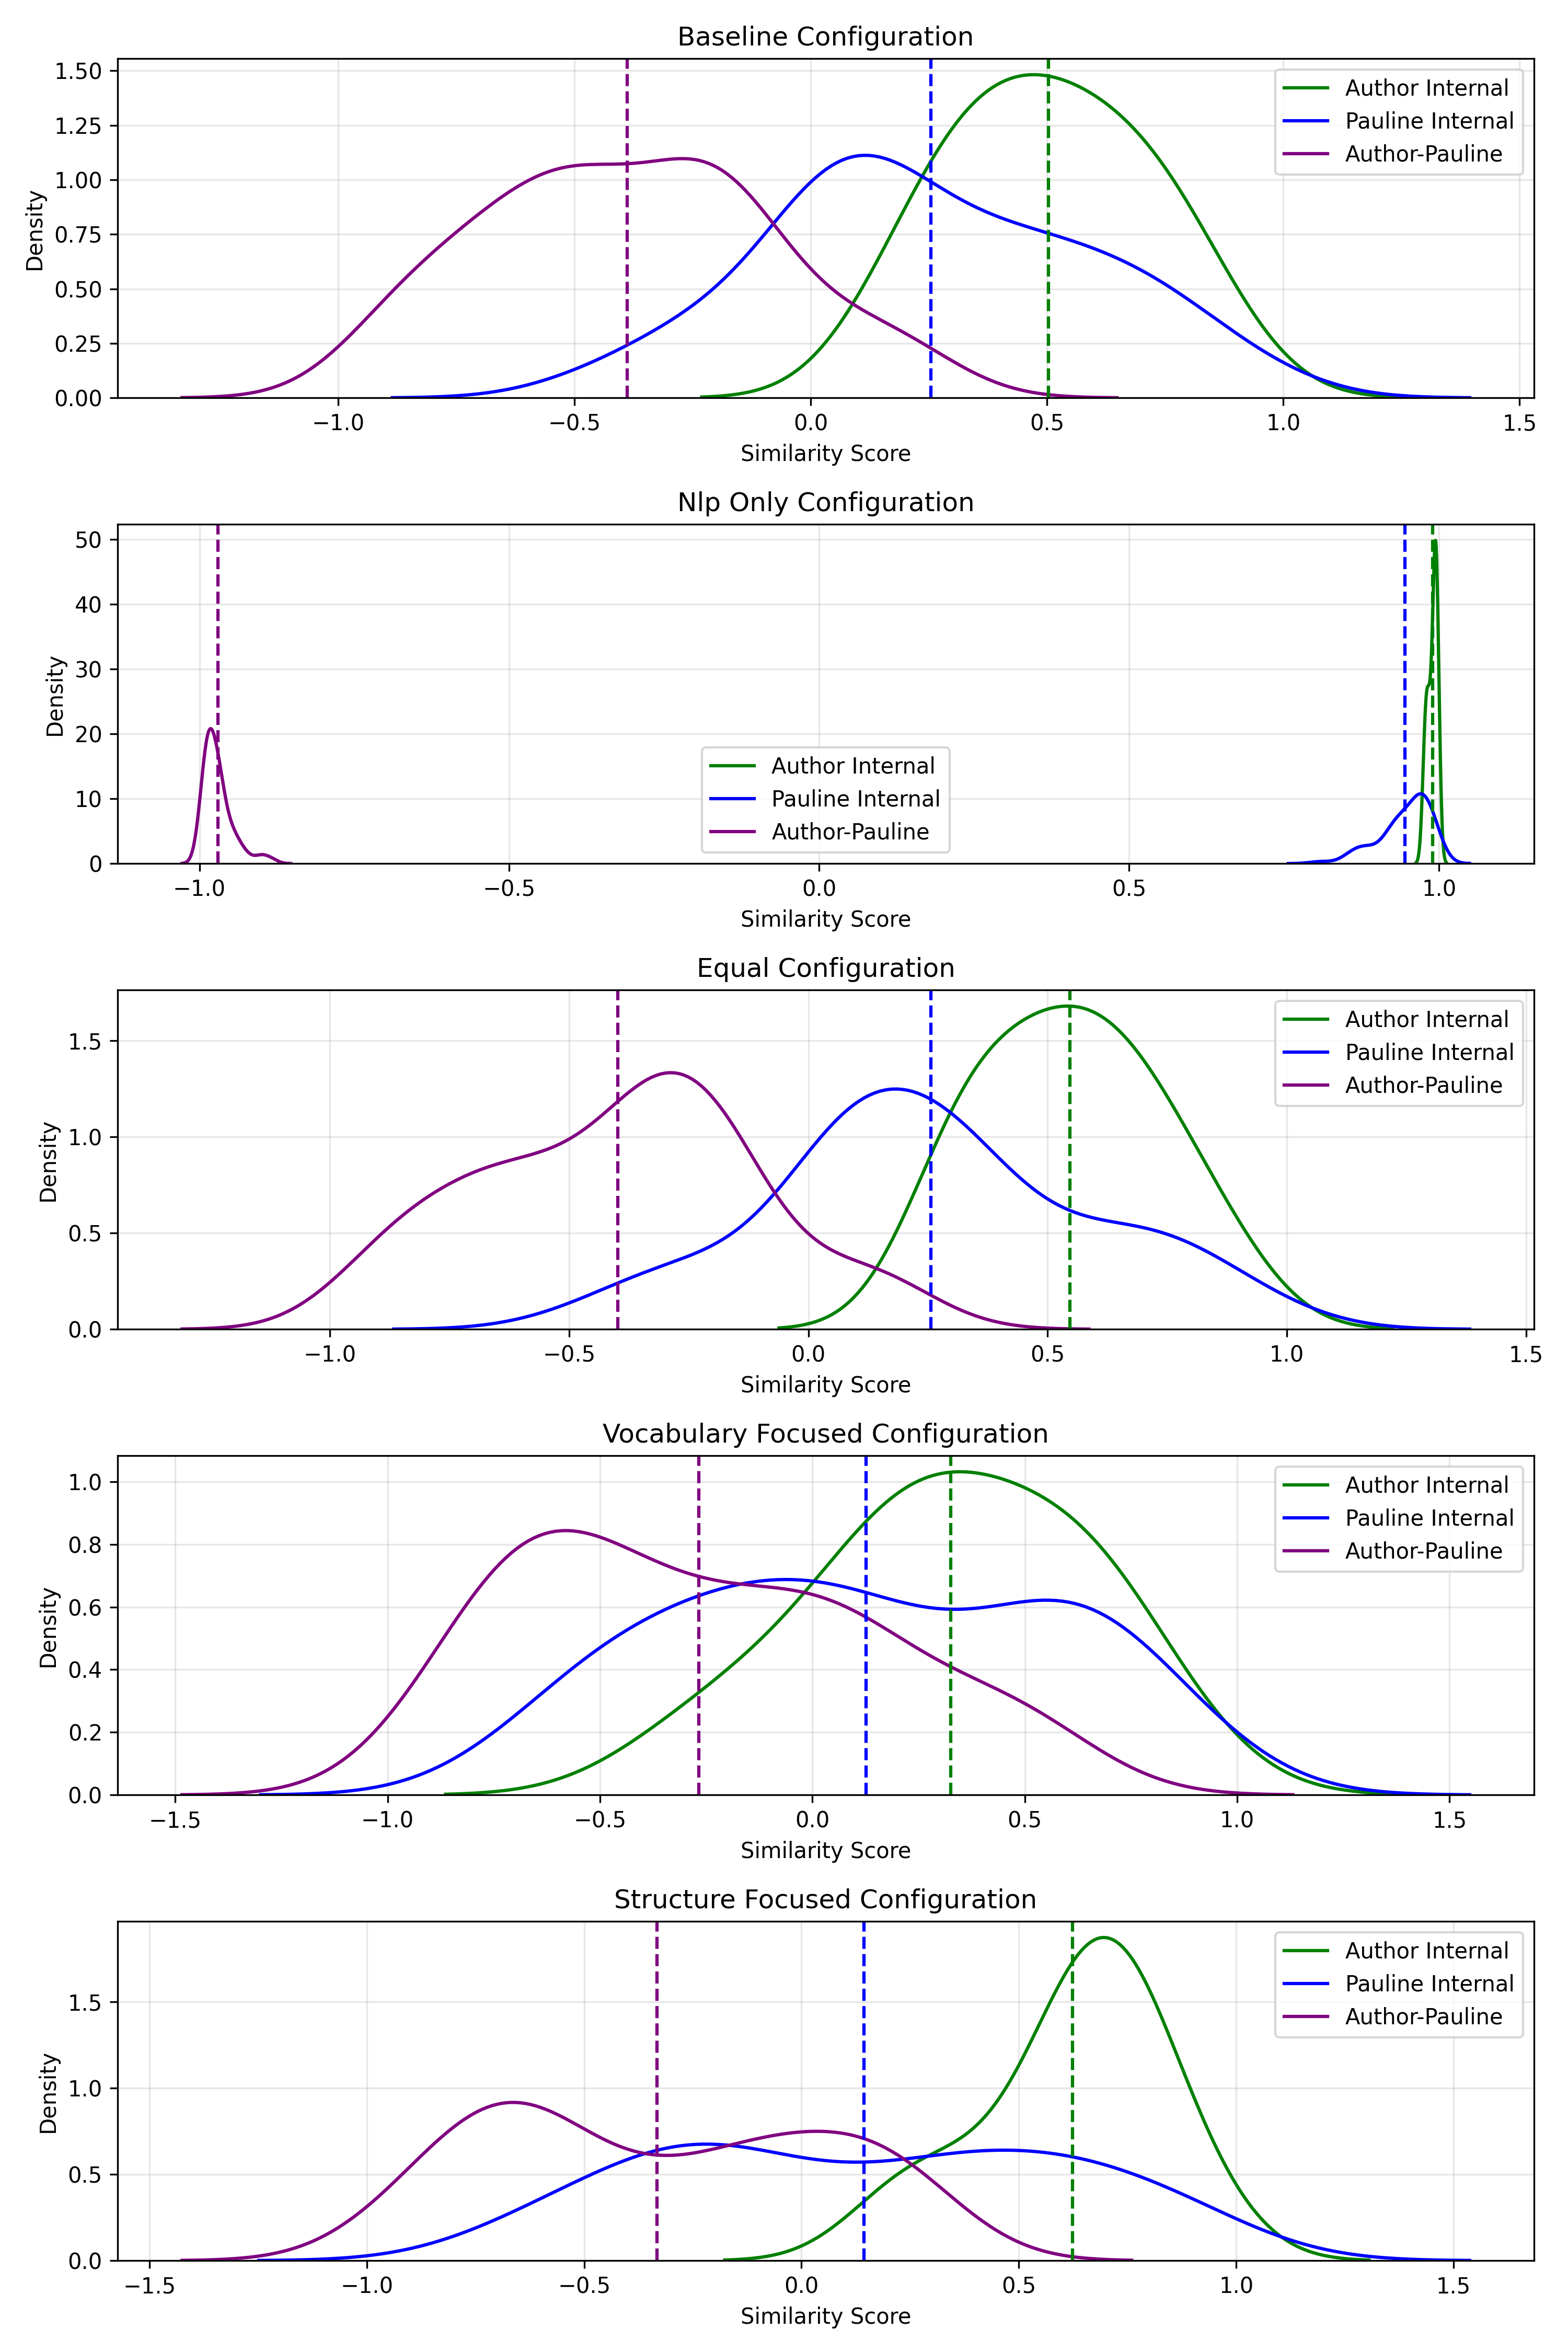 Baseline Configuration
1.50
1.25
1.00
0.75
0.50
0.25
0.00
Density
Author Internal
Pauline Internal
Author-Pauline
−1.0 −0.5 0.0 0.5 1.0 1.5
Similarity Score
Nlp Only Configuration
50
40
30
20
10
0
Density
Author Internal
Pauline Internal
Author-Pauline
−1.0 −0.5 0.0 0.5 1.0
Similarity Score
Equal Configuration
1.5
1.0
0.5
0.0
Density
Author Internal
Pauline Internal
Author-Pauline
−1.0 −0.5 0.0 0.5 1.0 1.5
Similarity Score
Vocabulary Focused Configuration
1.0
0.8
0.6
0.4
0.2
0.0
Density
Author Internal
Pauline Internal
Author-Pauline
−1.5 −1.0 −0.5 0.0 0.5 1.0 1.5
Similarity Score
Structure Focused Configuration
1.5
1.0
0.5
0.0
Density
Author Internal
Pauline Internal
Author-Pauline
−1.5 −1.0 −0.5 0.0 0.5 1.0 1.5
Similarity Score